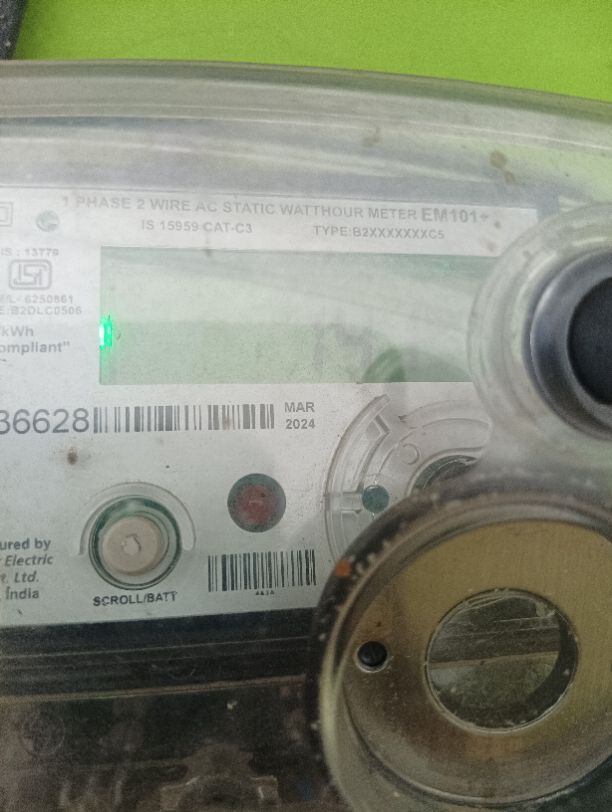 1 PHASE 2 WIRE AC STATIC WATTHOUR METER EM101+
IS 15959 CAT-C3 TYPE:B2XXXXXXXC5
IS : 13779
ISI
L- 6250861
E:B2DLC0506
kWh
ompliant"
36628
MAR
2024
ured by
Electric
. Ltd.
India
SCROLL/BATT